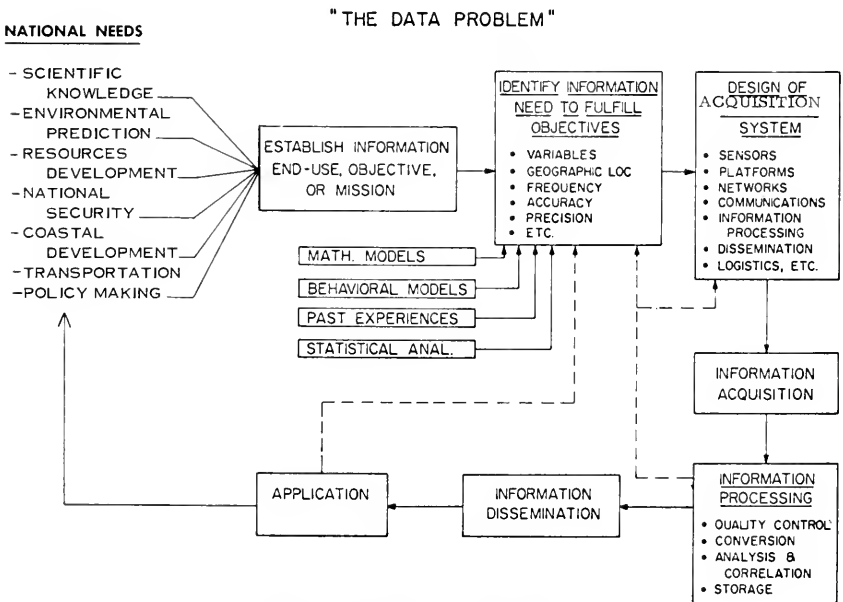 "THE DATA PROBLEM"
NATIONAL NEEDS
- SCIENTIFIC
KNOWLEDGE
- ENVIRONMENTAL
PREDICTION
- RESOURCES
DEVELOPMENT
- NATIONAL
SECURITY
- COASTAL
DEVELOPMENT
- TRANSPORTATION
- POLICY MAKING
ESTABLISH INFORMATION
END-USE, OBJECTIVE,
OR MISSION
IDENTIFY INFORMATION
NEED TO FULFILL
OBJECTIVES
• VARIABLES
• GEOGRAPHIC LOC
• FREQUENCY
• ACCURACY
• PRECISION
• ETC.
DESIGN OF
ACQUISITION
SYSTEM
• SENSORS
• PLATFORMS
• NETWORKS
• COMMUNICATIONS
• INFORMATION
PROCESSING
• DISSEMINATION
• LOGISTICS, ETC.
MATH. MODELS
BEHAVIORAL MODELS
PAST EXPERIENCES
STATISTICAL ANAL.
INFORMATION
ACQUISITION
INFORMATION
PROCESSING
• QUALITY CONTROL
• CONVERSION
• ANALYSIS &
CORRELATION
• STORAGE
INFORMATION
DISSEMINATION
APPLICATION